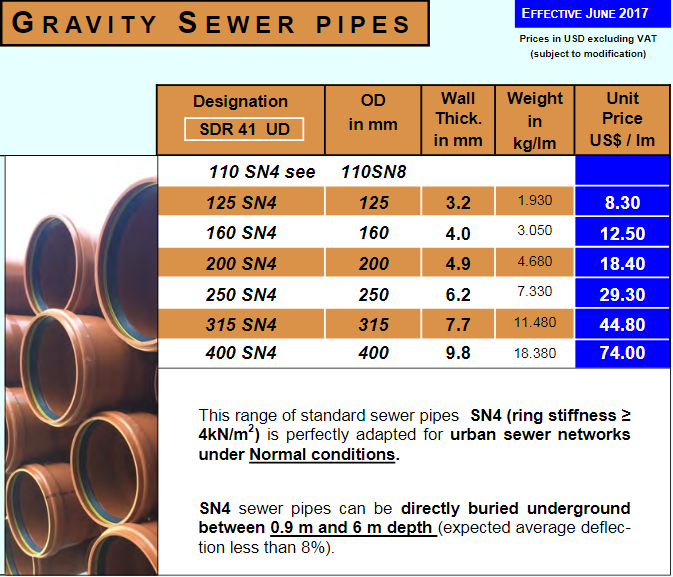 GRAVITY SEWER PIPES
EFFECTIVE JUNE 2017
Prices in USD excluding VAT
(subject to modification)
Designation
SDR 41 UD
OD
in mm
Wall
Thick.
in mm
Weight
in
kg/lm
Unit
Price
US$ / lm
110 SN4 see 110SN8
125 SN4 125 3.2 1.930 8.30
160 SN4 160 4.0 3.050 12.50
200 SN4 200 4.9 4.680 18.40
250 SN4 250 6.2 7.330 29.30
315 SN4 315 7.7 11.480 44.80
400 SN4 400 9.8 18.380 74.00
This range of standard sewer pipes SN4 (ring stiffness ≥
4kN/m²) is perfectly adapted for urban sewer networks
under Normal conditions.
SN4 sewer pipes can be directly buried underground
between 0.9 m and 6 m depth (expected average deflec-
tion less than 8%).